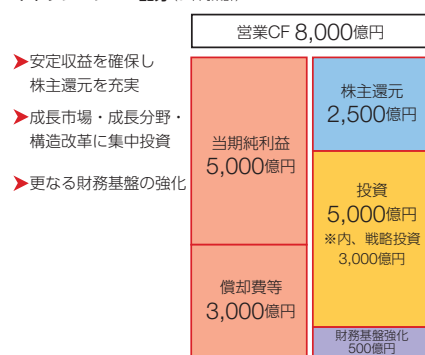 営業CF 8,000億円
➤安定収益を確保し
株主還元を充実
➤成長市場・成長分野・
構造改革に集中投資
➤更なる財務基盤の強化
当期純利益
5,000億円
償却費等
3,000億円
株主還元
2,500億円
投資
5,000億円
※内、戦略投資
3,000億円
財務基盤強化
500億円